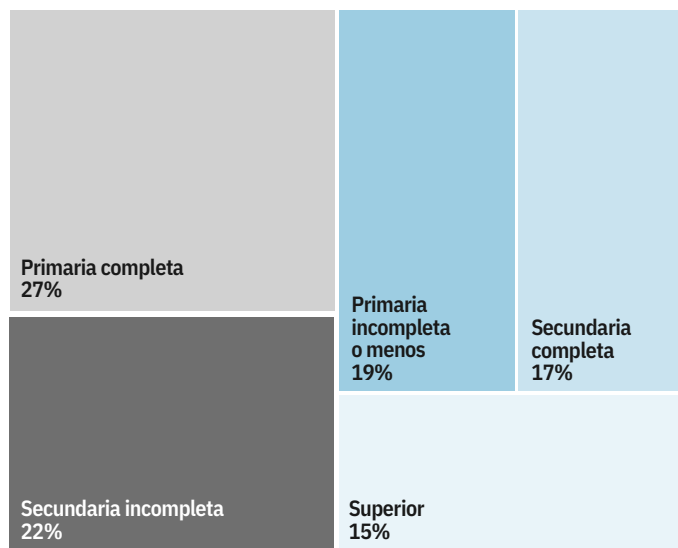 Primaria completa
27%
Secundaria incompleta
22%
Primaria
incompleta
o menos
19%
Secundaria
completa
17%
Superior
15%